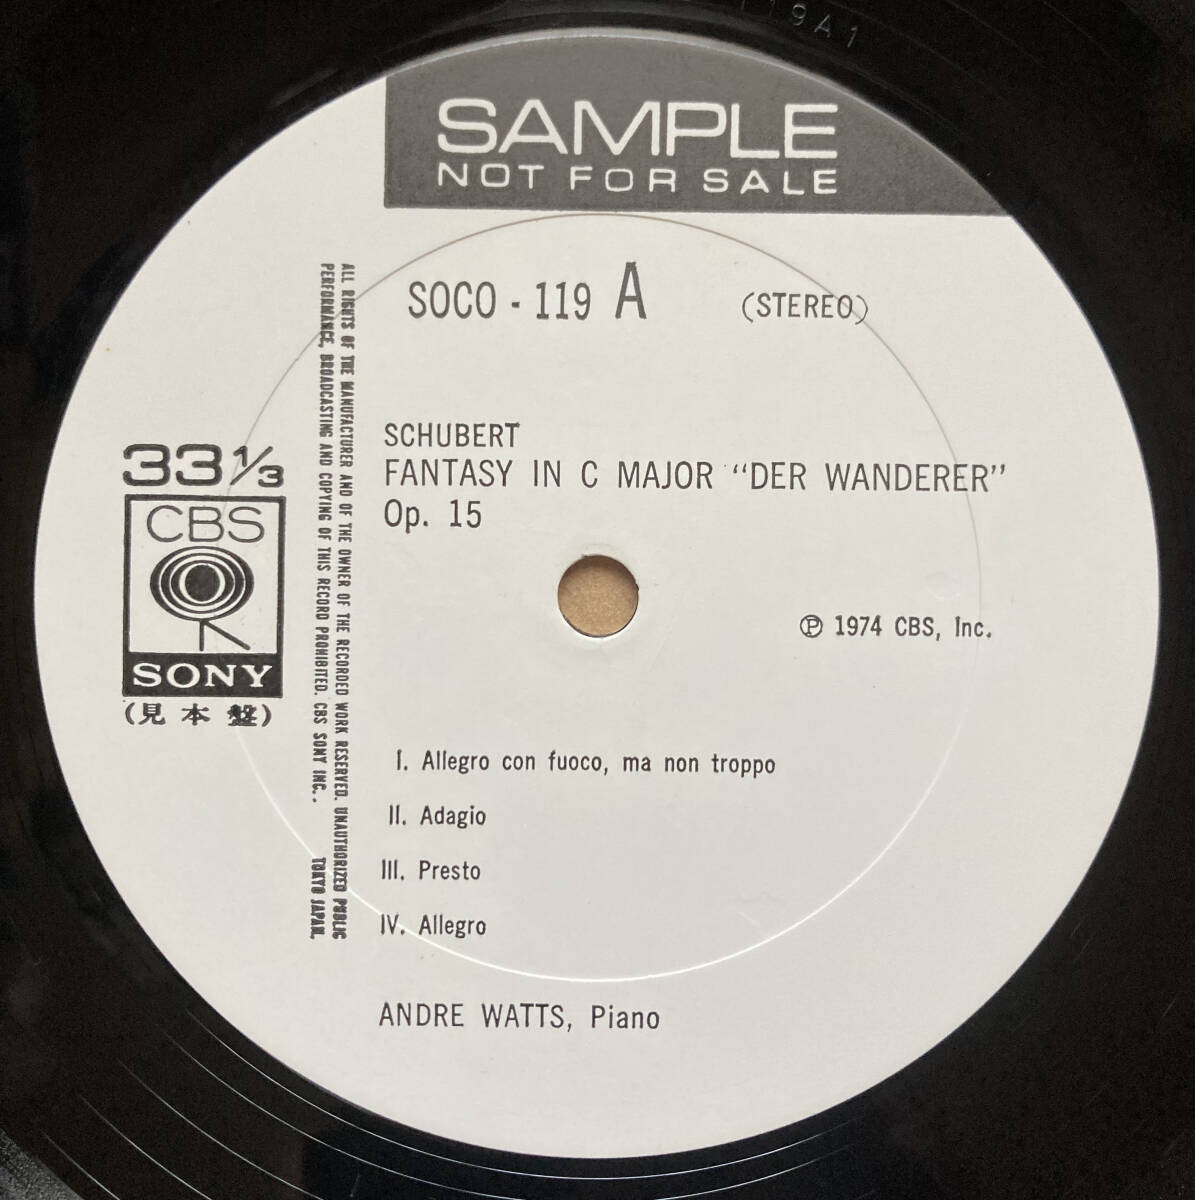 119A1
SAMPLE
NOT FOR SALE
SOCO - 119 A (STEREO)
SCHUBERT
FANTASY IN C MAJOR “DER WANDERER”
Op. 15
33 1/3
CBS
SONY
(見本盤)
ALL RIGHTS OF THE MANUFACTURER AND OF THE OWNER OF THE RECORDED WORK RESERVED. UNAUTHORIZED PUBLIC
PERFORMANCE, BROADCASTING AND COPYING OF THIS RECORD PROHIBITED. CBS SONY INC.. TOKYO JAPAN.
℗ 1974 CBS, Inc.
I. Allegro con fuoco, ma non troppo
II. Adagio
III. Presto
IV. Allegro
ANDRE WATTS, Piano